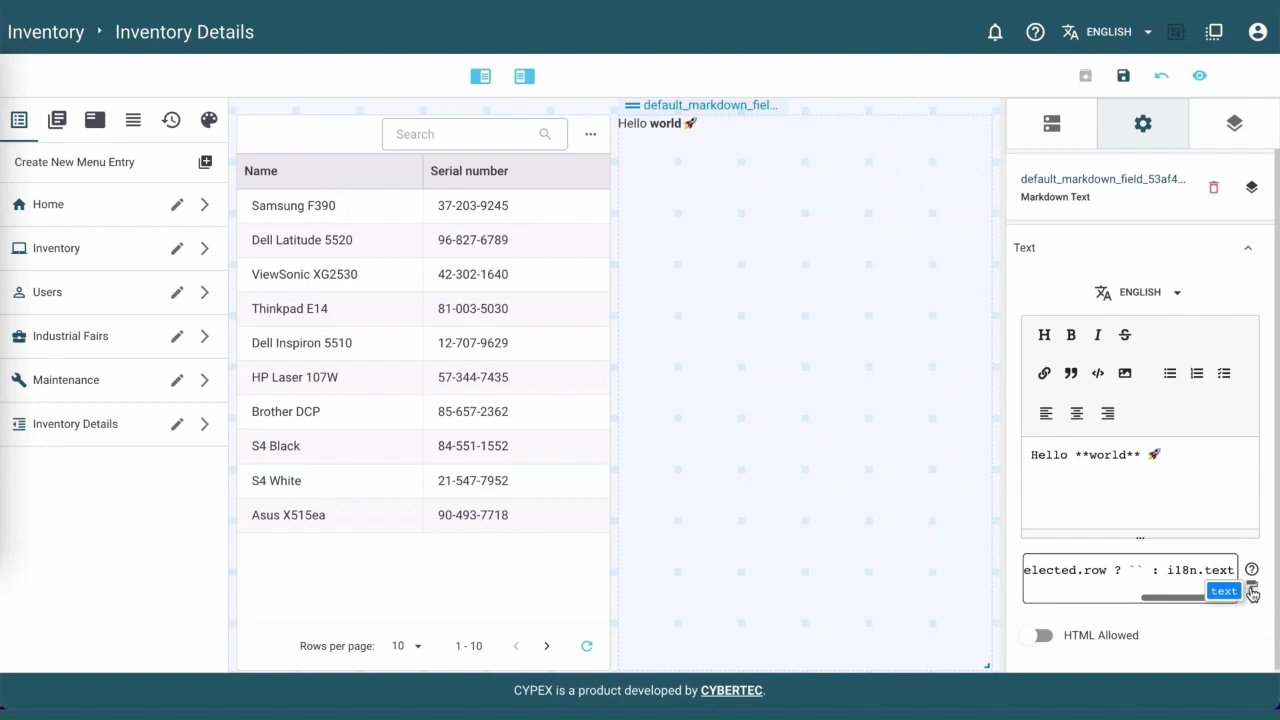 Inventory
Inventory Details
ENGLISH
Create New Menu Entry
Home
Inventory
Users
Industrial Fairs
Maintenance
Inventory Details
Search
Name Serial number
Samsung F390 37-203-9245
Dell Latitude 5520 96-827-6789
ViewSonic XG2530 42-302-1640
Thinkpad E14 81-003-5030
Dell Inspiron 5510 12-707-9629
HP Laser 107W 57-344-7435
Brother DCP 85-657-2362
S4 Black 84-551-1552
S4 White 21-547-7952
Asus X515ea 90-493-7718
Rows per page: 10 1 - 10
default_markdown_fiel...
Hello world 🚀
default_markdown_field_53af4...
Markdown Text
Text
ENGLISH
H B I S
Hello **world** 🚀
elected.row ? `` : i18n.text
text
HTML Allowed
CYPEX is a product developed by CYBERTEC.